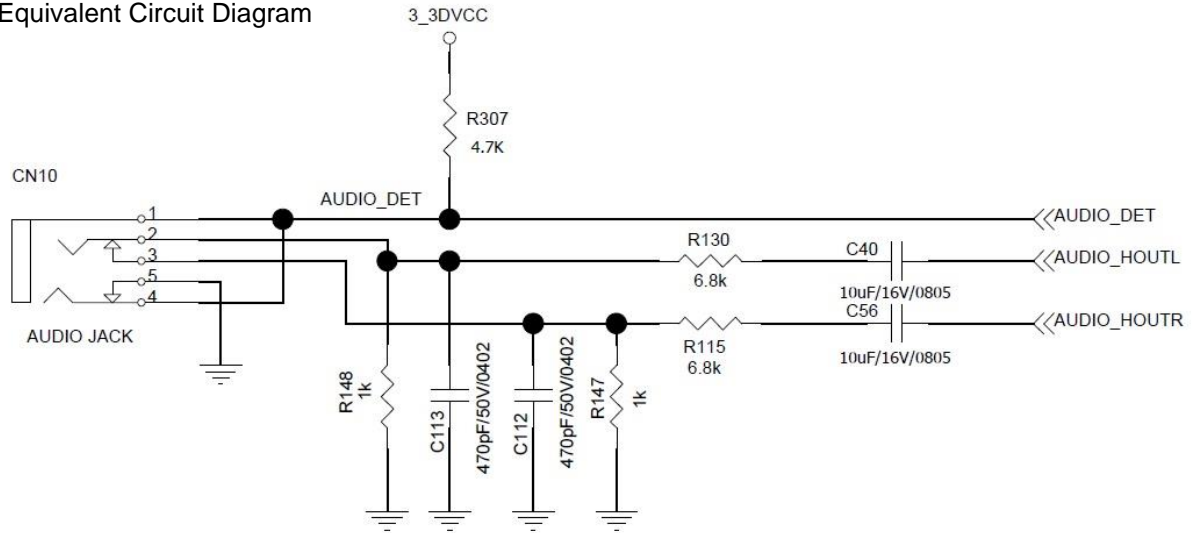 Equivalent Circuit Diagram
3_3DVCC
R307
4.7K
CN10
AUDIO_DET
1
2
3
5
4
AUDIO JACK
AUDIO_DET
R130
6.8k
C40
10uF/16V/0805
AUDIO_HOUTL
C56
10uF/16V/0805
AUDIO_HOUTR
R115
6.8k
R148
1k
C113
470pF/50V/0402
C112
470pF/50V/0402
R147
1k